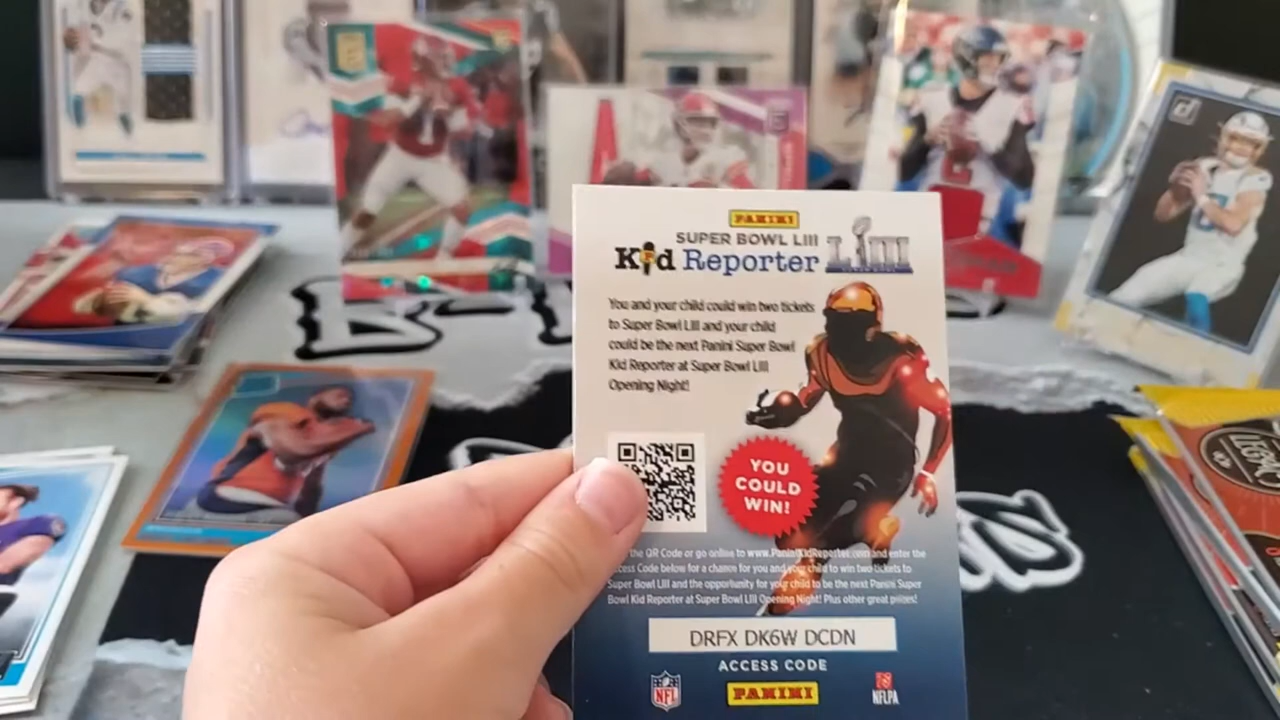 PANINI
SUPER BOWL LIII
Kid Reporter
LIII
SUPER BOWL
You and your child could win two tickets
to Super Bowl LIII and your child
could be the next Panini Super Bowl
Kid Reporter at Super Bowl LIII
Opening Night!
YOU
COULD
WIN!
the QR Code or go online to www.PaniniKidReporter.com and enter the
Code below for a chance for you and your child to win two tickets to
Super Bowl LIII and the opportunity for your child to be the next Panini Super
Bowl Kid Reporter at Super Bowl LIII Opening Night! Plus other great prizes!
DRFX DK6W DCDN
ACCESS CODE
NFL
PANINI
NFLPA